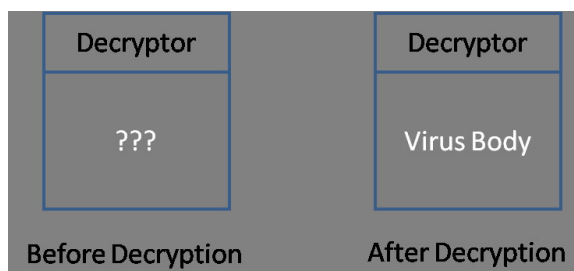 Decryptor
???
Before Decryption
Decryptor
Virus Body
After Decryption